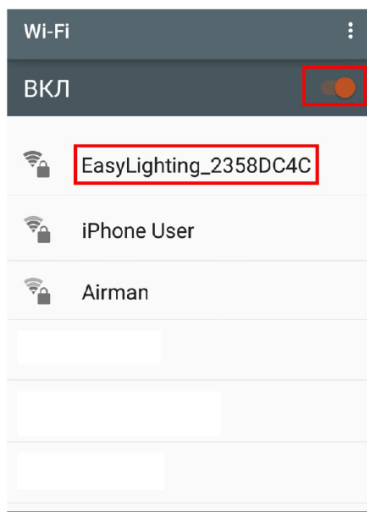 Wi-Fi
ВКЛ
EasyLighting_2358DC4C
iPhone User
Airman